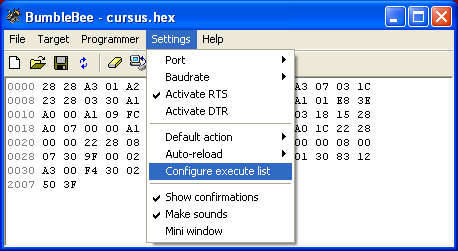 BumbleBee - cursus.hex
File Target Programmer Settings Help
Port
Baudrate
Activate RTS
Activate DTR
Default action
Auto-reload
Configure execute list
Show confirmations
Make sounds
Mini window
0000 28 28 A3 01 A2 A3 07 03 1C
0008 23 28 03 30 A1 A1 01 E8 3E
0010 A0 00 A1 09 FC 03 18 15 28
0018 A0 07 00 00 A1 A0 1C 22 28
0020 00 00 22 28 08 00 00 08 00
0028 07 30 9F 00 02 01 30 83 12
0030 A3 00 F4 30 02
2007 50 3F